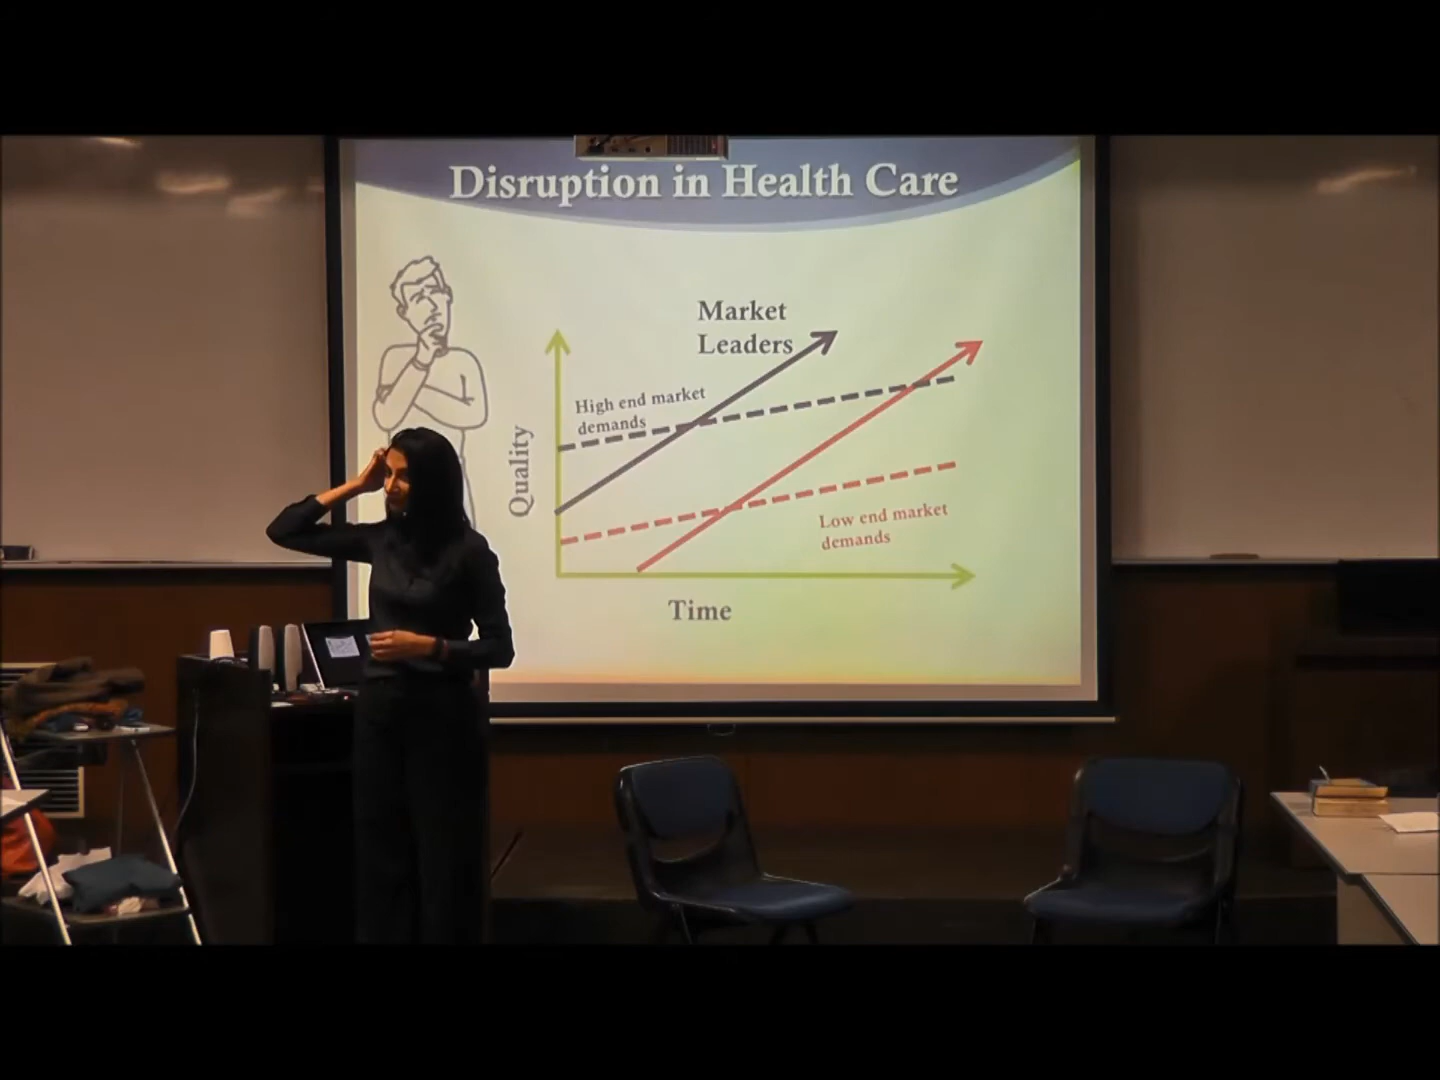 Disruption in Health Care
Market
Leaders
High end market
demands
Quality
Low end market
demands
Time